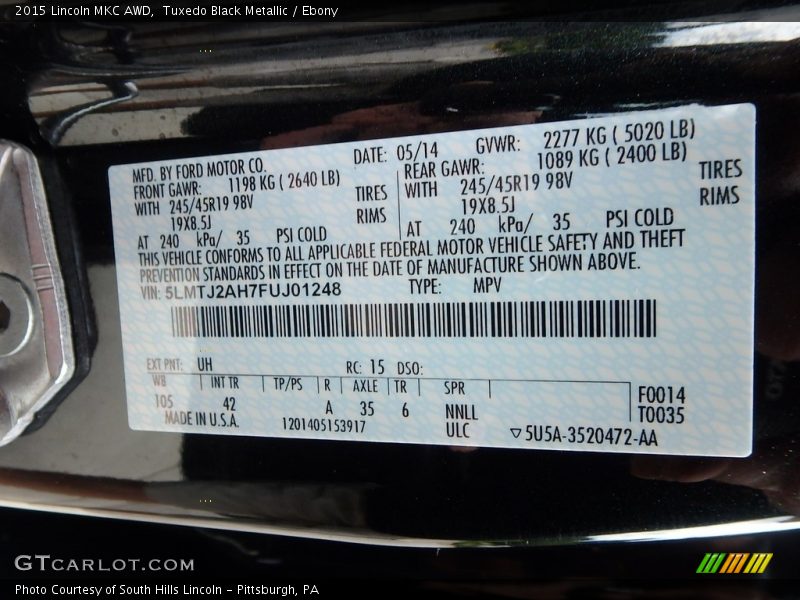 2015 Lincoln MKC AWD,  Tuxedo Black Metallic / Ebony
MFD. BY FORD MOTOR CO.
DATE: 05/14
GVWR: 2277 KG ( 5020 LB)
FRONT GAWR: 1198 KG ( 2640 LB)
WITH 245/45R19 98V TIRES
19X8.5J RIMS
AT 240 kPa/ 35 PSI COLD
REAR GAWR: 1089 KG ( 2400 LB)
WITH 245/45R19 98V TIRES
19X8.5J RIMS
AT 240 kPa/ 35 PSI COLD
THIS VEHICLE CONFORMS TO ALL APPLICABLE FEDERAL MOTOR VEHICLE SAFETY AND THEFT
PREVENTION STANDARDS IN EFFECT ON THE DATE OF MANUFACTURE SHOWN ABOVE.
VIN: 5LMTJ2AH7FUJ01248 TYPE: MPV
EXT PNT: UH RC: 15 DSO:
WB INT TR TP/PS R AXLE TR SPR
105 42 A 35 6 NNLL
F0014
T0035
MADE IN U.S.A. 1201405153917 ULC ▽5U5A-3520472-AA
GTCARLOT.COM
Photo Courtesy of South Hills Lincoln – Pittsburgh, PA